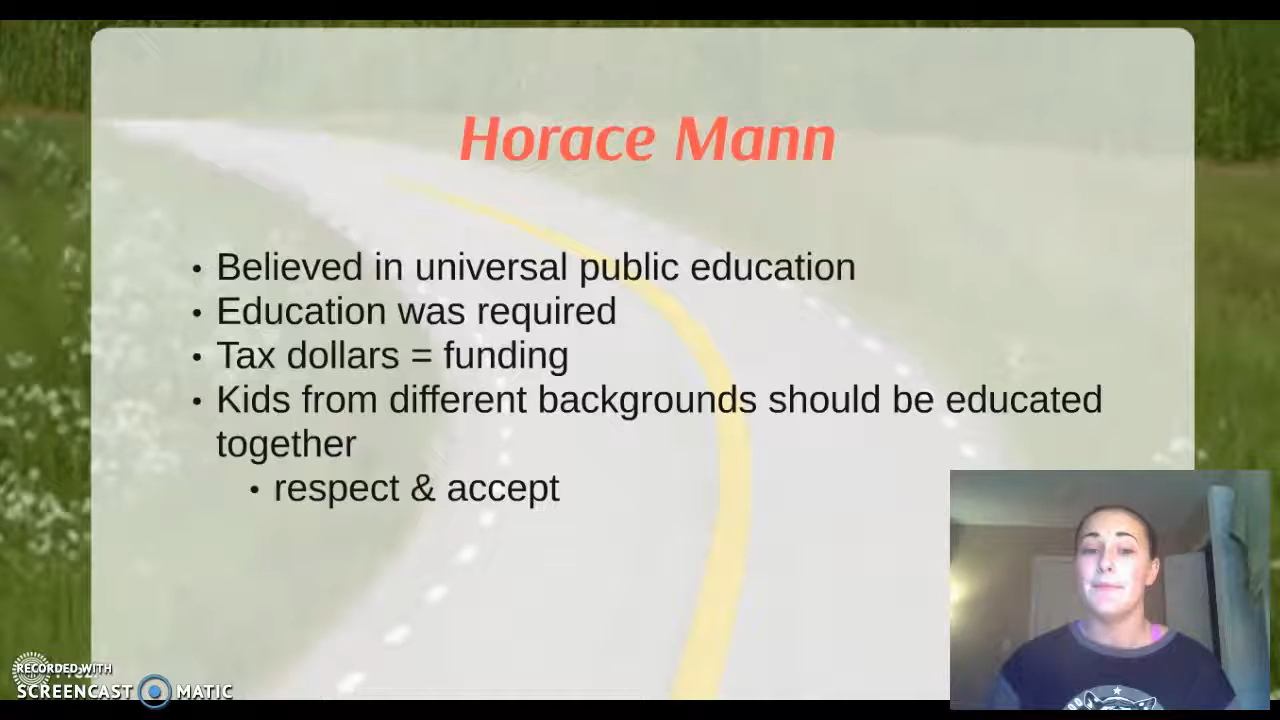 Horace Mann
• Believed in universal public education
• Education was required
• Tax dollars = funding
• Kids from different backgrounds should be educated
together
• respect & accept
RECORDED WITH
SCREENCAST MATIC